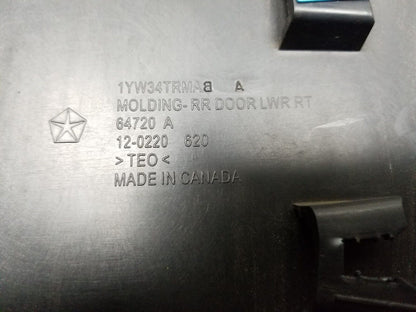 1YW34TRMAB A
MOLDING- RR DOOR LWR RT
64720 A
12-0220 620
>TEO<
MADE IN CANADA